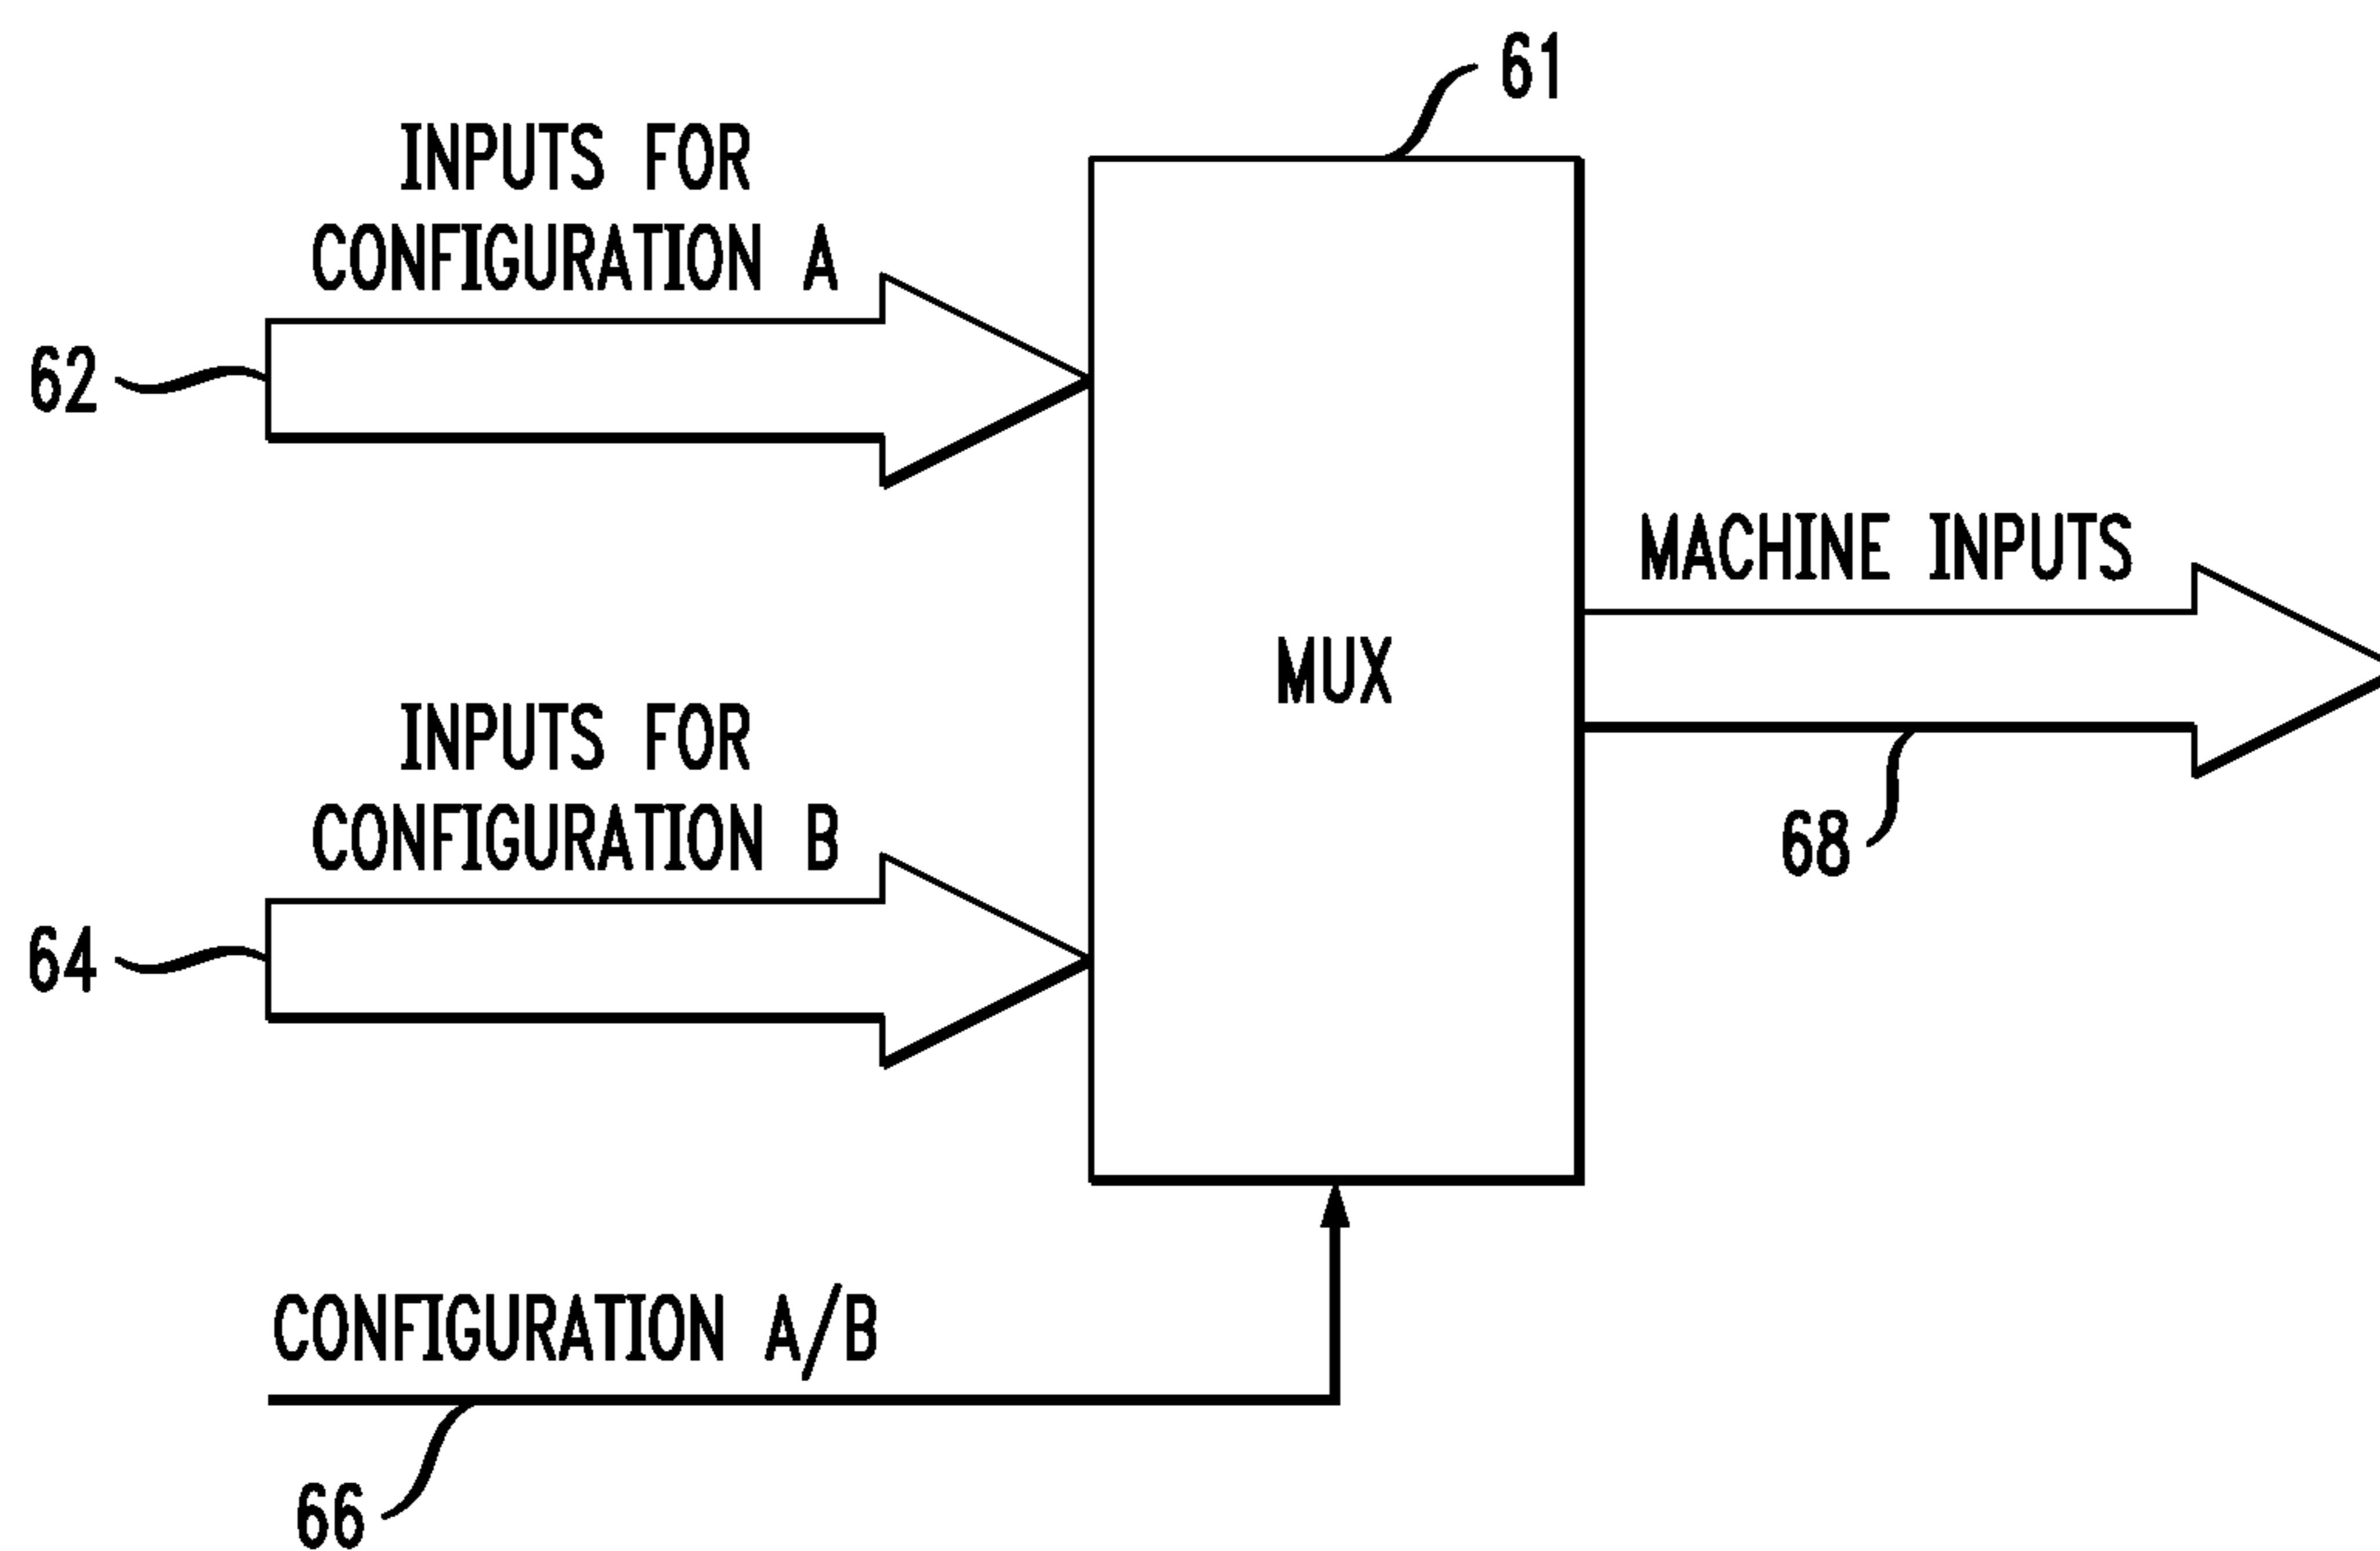 61
INPUTS FOR
CONFIGURATION A
62
MACHINE INPUTS
MUX
INPUTS FOR
CONFIGURATION B
68
64
CONFIGURATION A/B
66